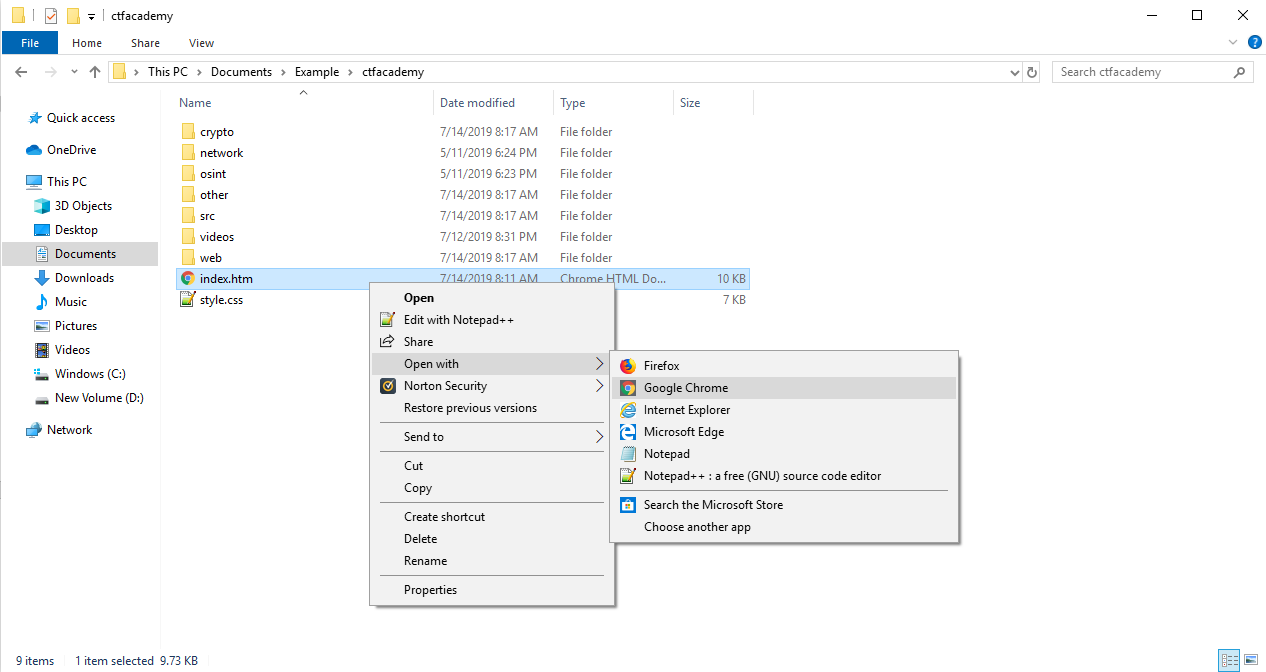 ctfacademy
File Home Share View
This PC Documents Example ctfacademy
Search ctfacademy
Quick access
OneDrive
This PC
3D Objects
Desktop
Documents
Downloads
Music
Pictures
Videos
Windows (C:)
New Volume (D:)
Network
Name Date modified Type Size
crypto 7/14/2019 8:17 AM File folder
network 5/11/2019 6:24 PM File folder
osint 5/11/2019 6:23 PM File folder
other 7/14/2019 8:17 AM File folder
src 7/14/2019 8:17 AM File folder
videos 7/12/2019 8:31 PM File folder
web 7/14/2019 8:17 AM File folder
index.htm 7/14/2019 8:11 AM Chrome HTML Do... 10 KB
style.css 7 KB
Open
Edit with Notepad++
Share
Open with
Norton Security
Restore previous versions
Send to
Cut
Copy
Create shortcut
Delete
Rename
Properties
Firefox
Google Chrome
Internet Explorer
Microsoft Edge
Notepad
Notepad++ : a free (GNU) source code editor
Search the Microsoft Store
Choose another app
9 items 1 item selected 9.73 KB